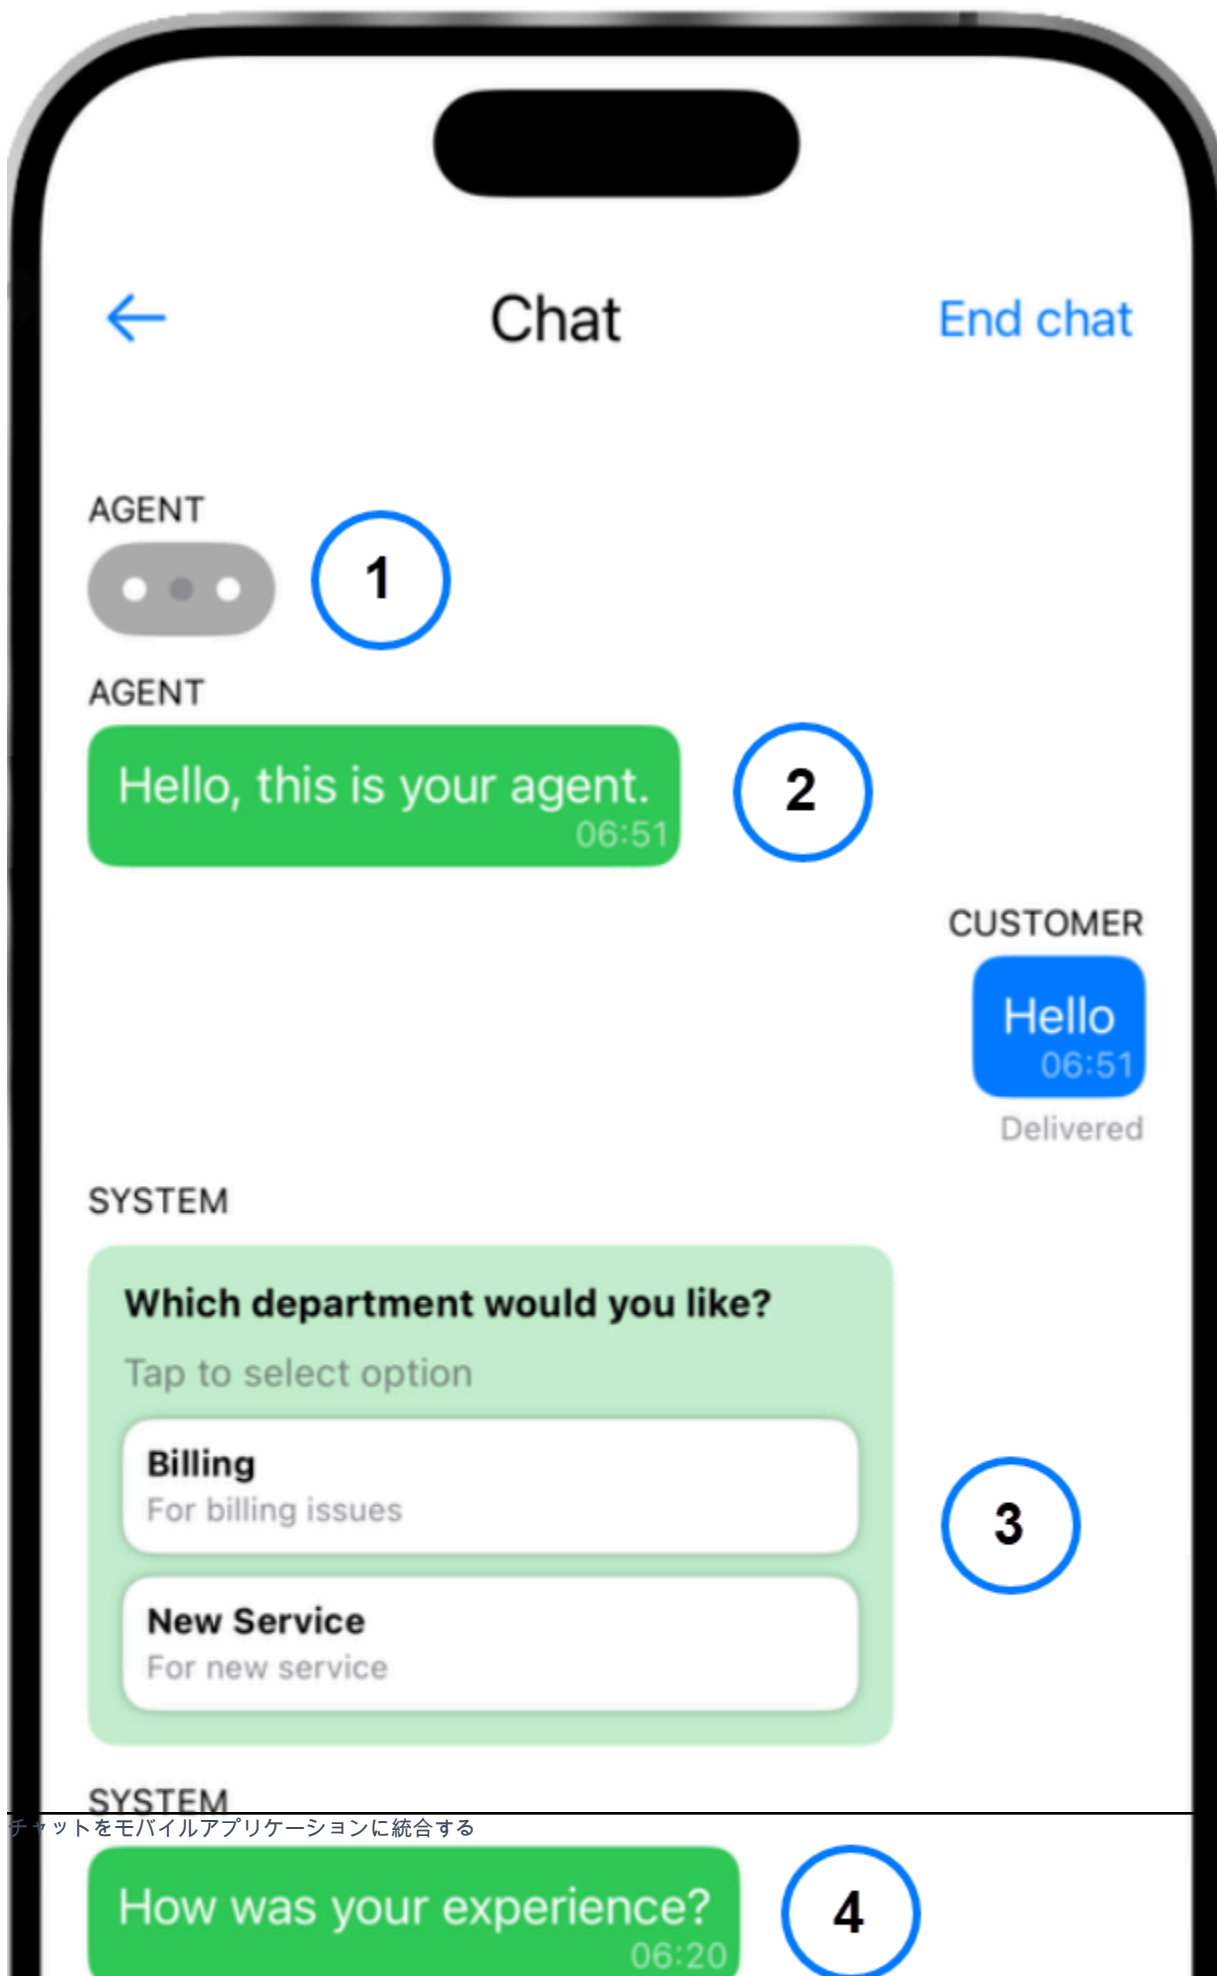 Chat
End chat
AGENT
1
AGENT
Hello, this is your agent.
06:51
2
CUSTOMER
Hello
06:51
Delivered
SYSTEM
Which department would you like?
Tap to select option
Billing
For billing issues
3
New Service
For new service
SYSTEM
チャットをモバイルアプリケーションに統合する
How was your experience?
06:20
4